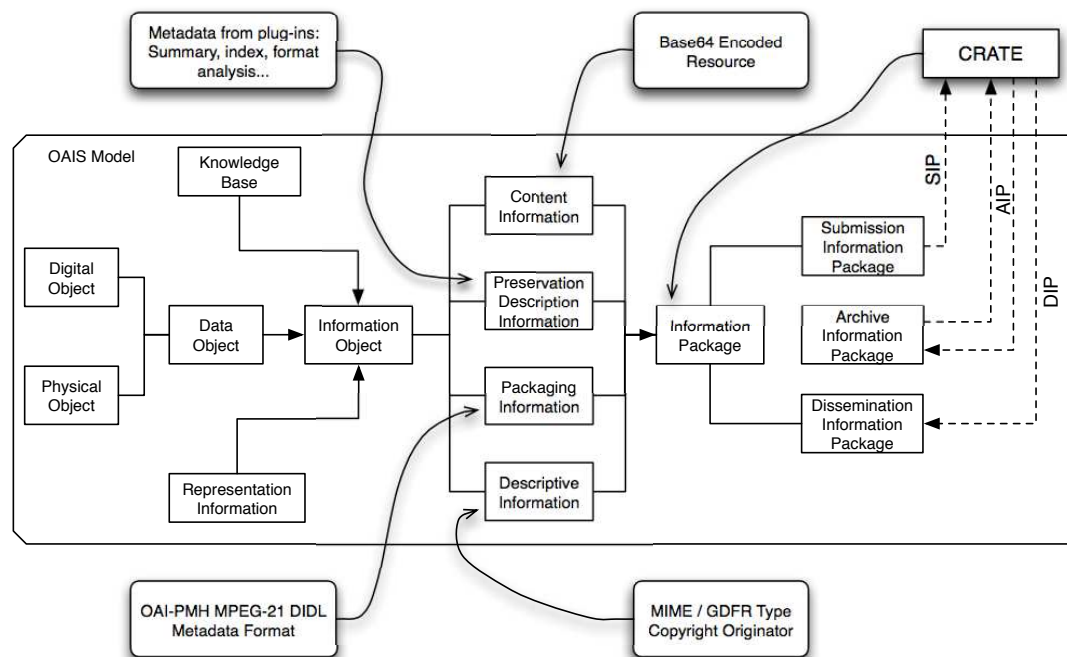 Metadata from plug-ins:
Summary, index, format
analysis...
Base64 Encoded
Resource
CRATE
OAIS Model
Knowledge
Base
Content
Information
SIP
AIP
DIP
Submission
Information
Package
Digital
Object
Preservation
Description
Information
Data
Object
Information
Object
Information
Package
Archive
Information
Package
Physical
Object
Packaging
Information
Dissemination
Information
Package
Representation
Information
Descriptive
Information
OAI-PMH MPEG-21 DIDL
Metadata Format
MIME / GDFR Type
Copyright Originator